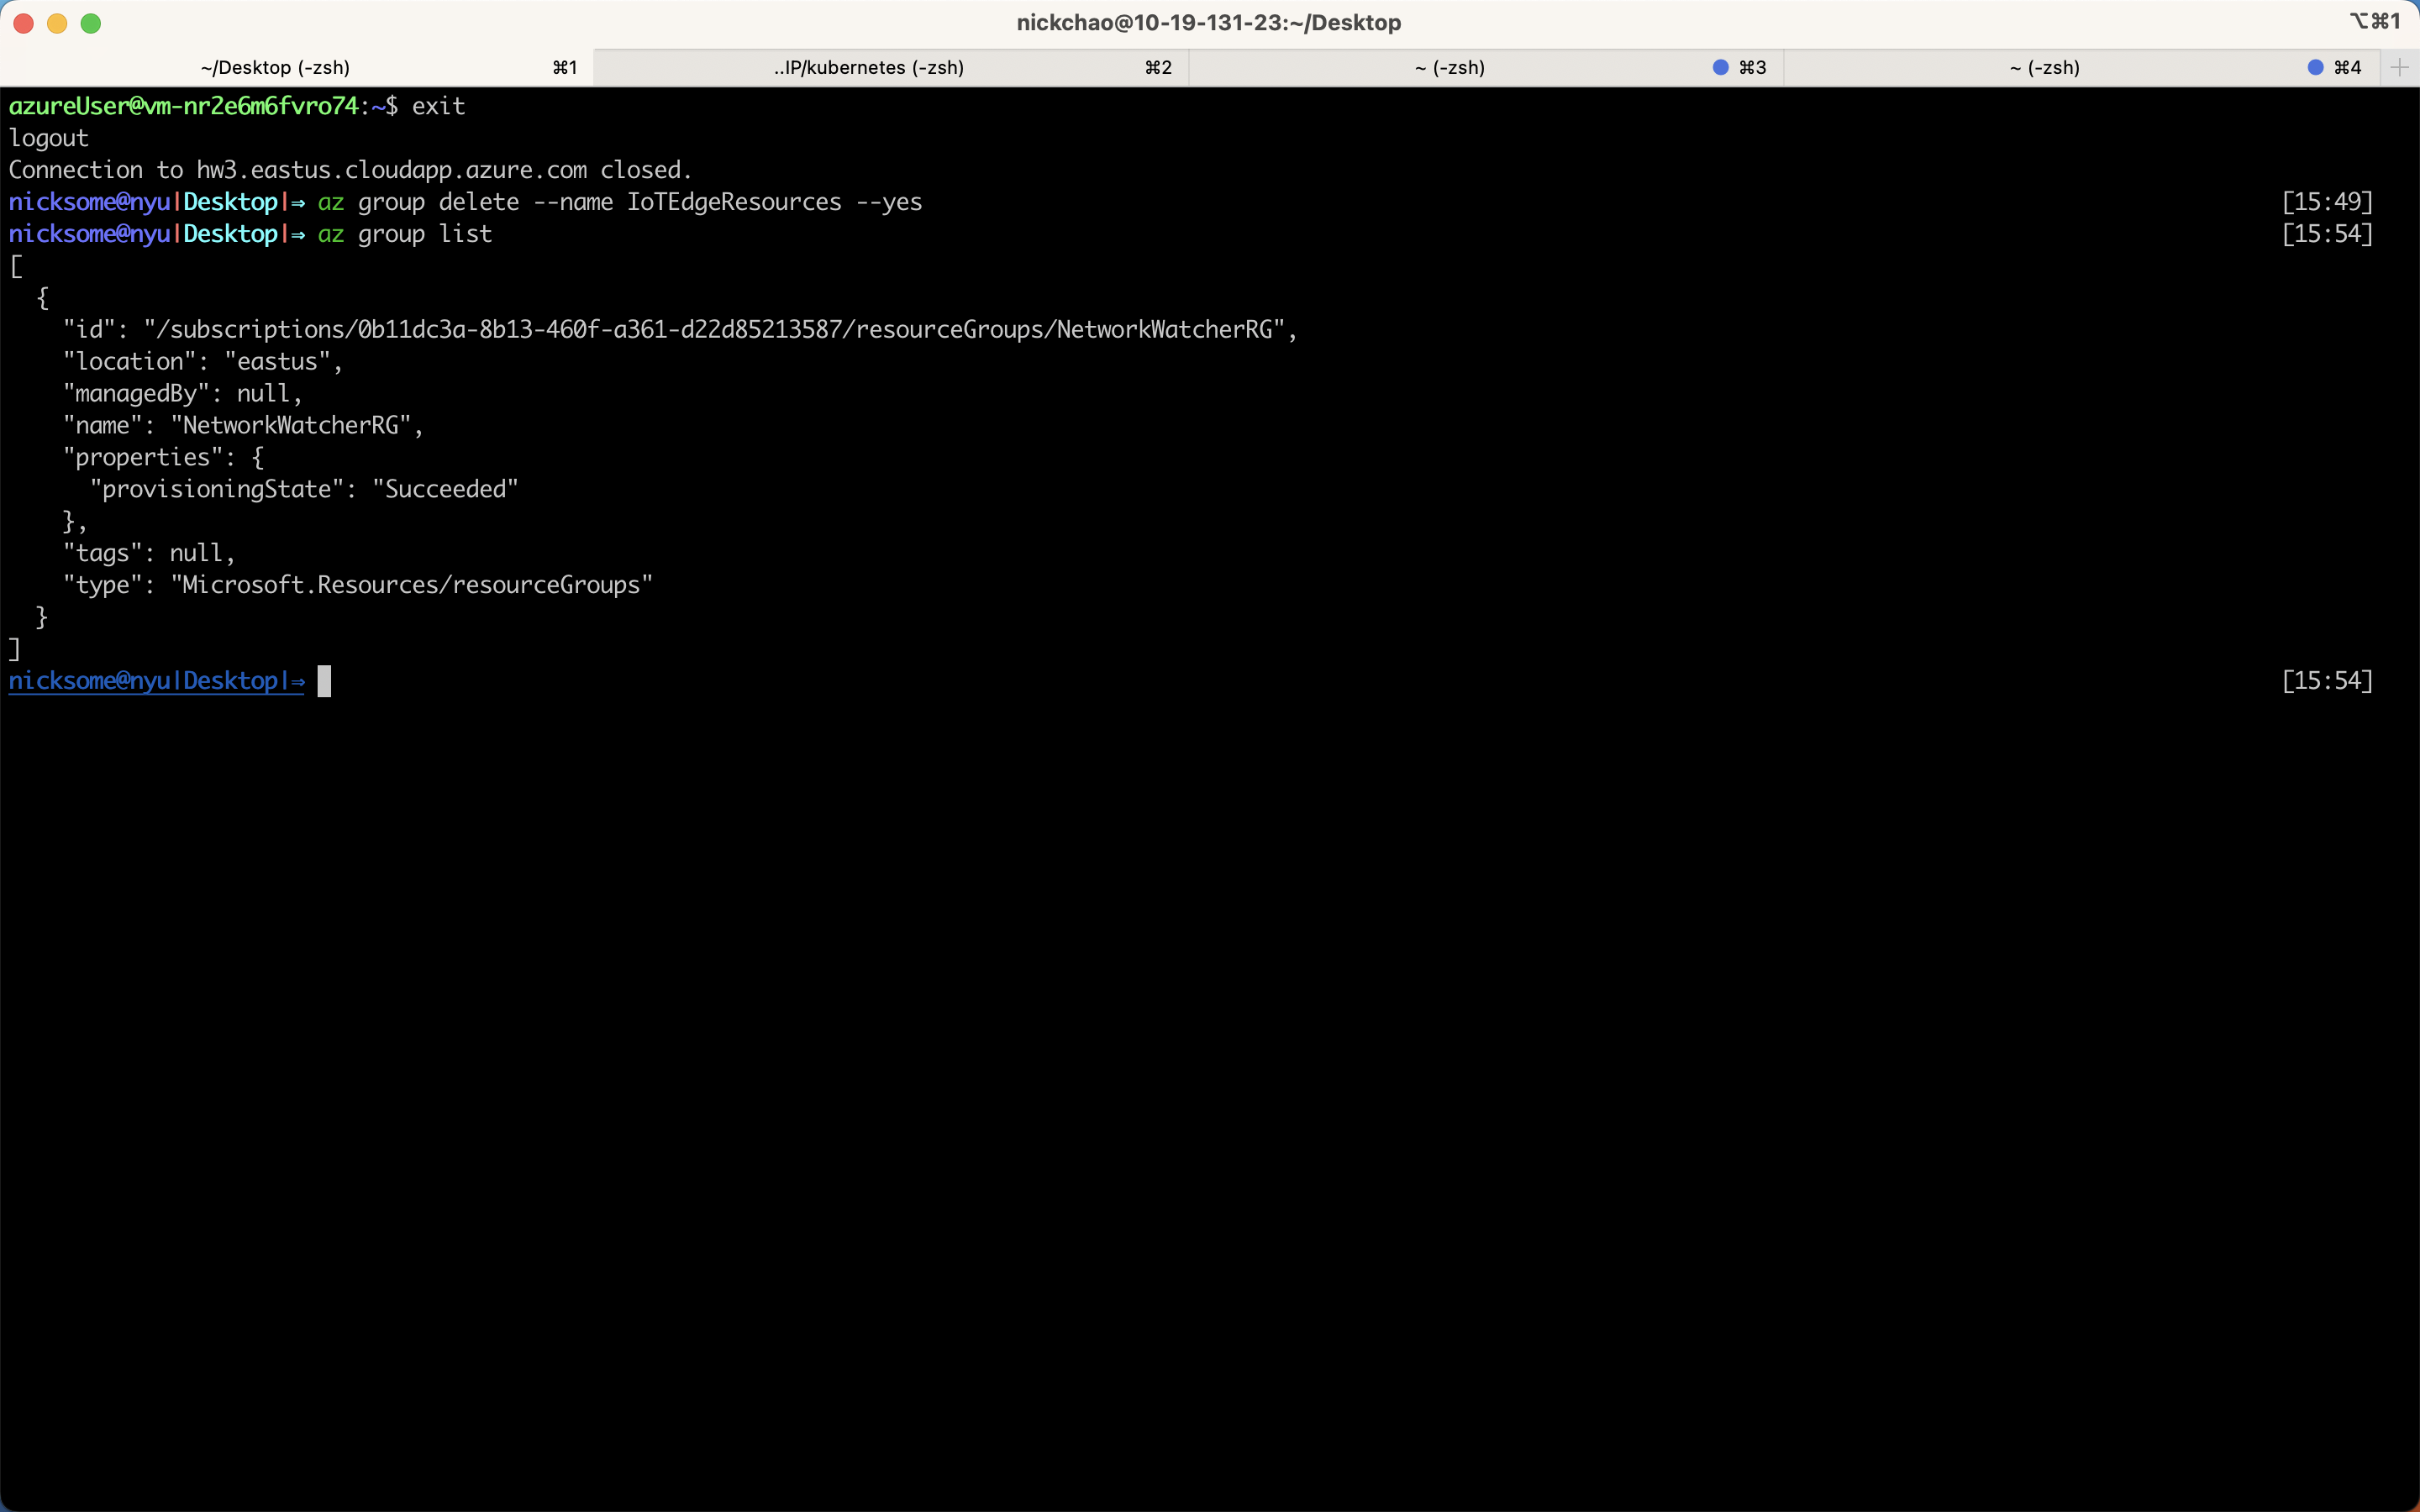 nickchao@10-19-131-23:~/Desktop
⌥⌘1
~/Desktop (-zsh) ⌘1
..IP/kubernetes (-zsh) ⌘2
~ (-zsh) ⌘3
~ (-zsh) ⌘4
azureUser@vm-nr2e6m6fvro74:~$ exit
logout
Connection to hw3.eastus.cloudapp.azure.com closed.
nicksome@nyu|Desktop|⇒ az group delete --name IoTEdgeResources --yes [15:49]
nicksome@nyu|Desktop|⇒ az group list [15:54]
[
  {
    "id": "/subscriptions/0b11dc3a-8b13-460f-a361-d22d85213587/resourceGroups/NetworkWatcherRG",
    "location": "eastus",
    "managedBy": null,
    "name": "NetworkWatcherRG",
    "properties": {
      "provisioningState": "Succeeded"
    },
    "tags": null,
    "type": "Microsoft.Resources/resourceGroups"
  }
]
nicksome@nyu|Desktop|⇒ [15:54]